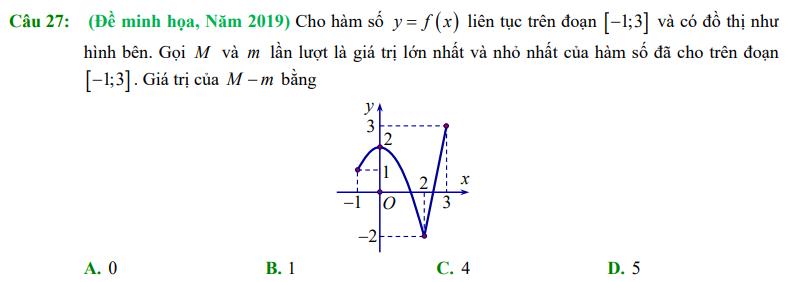 Câu 27: (Đề minh họa, Năm 2019) Cho hàm số y = f(x) liên tục trên đoạn [−1;3] và có đồ thị như
hình bên. Gọi M và m lần lượt là giá trị lớn nhất và nhỏ nhất của hàm số đã cho trên đoạn
[−1;3]. Giá trị của M − m bằng
y
3
2
1
2
x
−1
O
3
−2
A. 0 B. 1 C. 4 D. 5